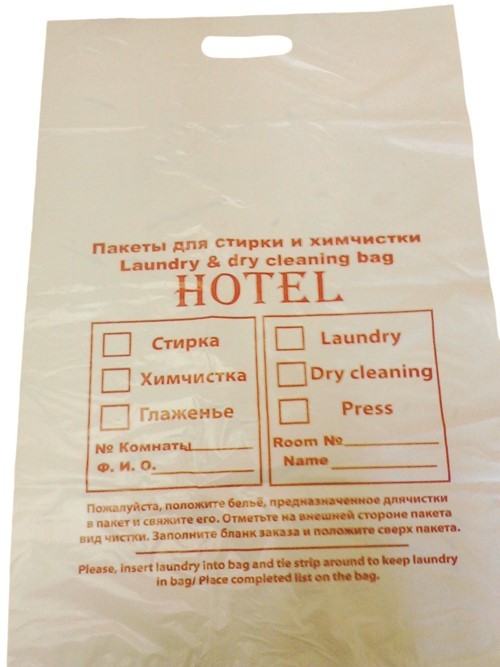 Пакеты для стирки и химчистки
Laundry & dry cleaning bag
HOTEL
Стирка
Химчистка
Глаженье
№ Комнаты
Ф. И. О.
Laundry
Dry cleaning
Press
Room №
Name
Пожалуйста, положите бельё, предназначенное длячистки
в пакет и свяжите его. Отметьте на внешней стороне пакета
вид чистки. Заполните бланк заказа и положите сверх пакета.
Please, insert laundry into bag and tie strip around to keep laundry
in bag/ Place completed list on the bag.